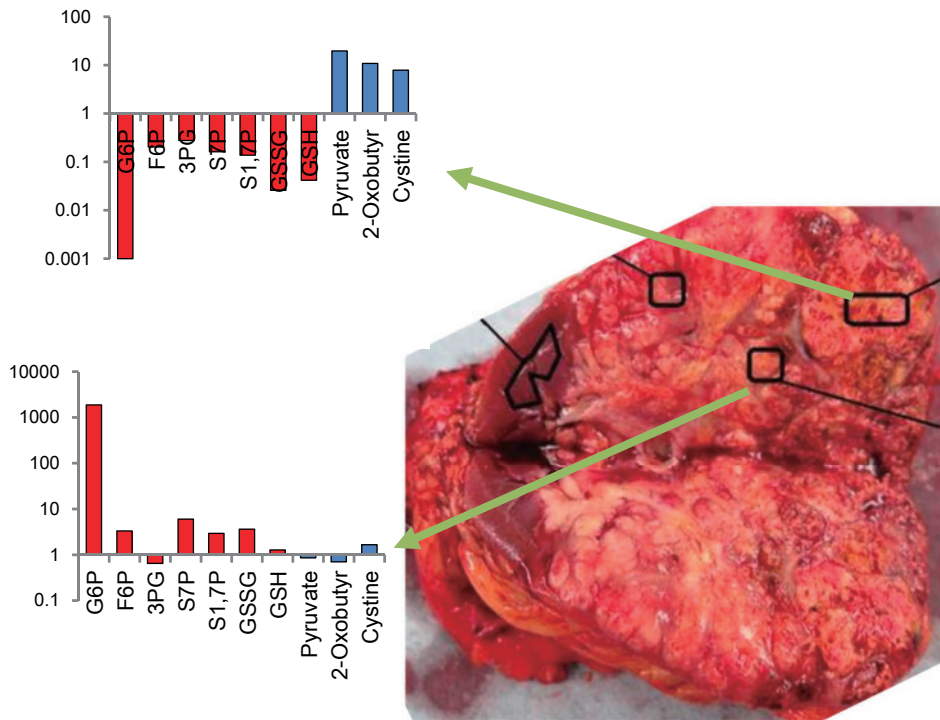 100
10
1
0.1
0.01
0.001
G6P
F6P
3PG
S7P
S1,7P
GSSG
GSH
Pyruvate
2-Oxobutyr
Cystine
10000
1000
100
10
1
0.1
G6P
F6P
3PG
S7P
S1,7P
GSSG
GSH
Pyruvate
2-Oxobutyr
Cystine